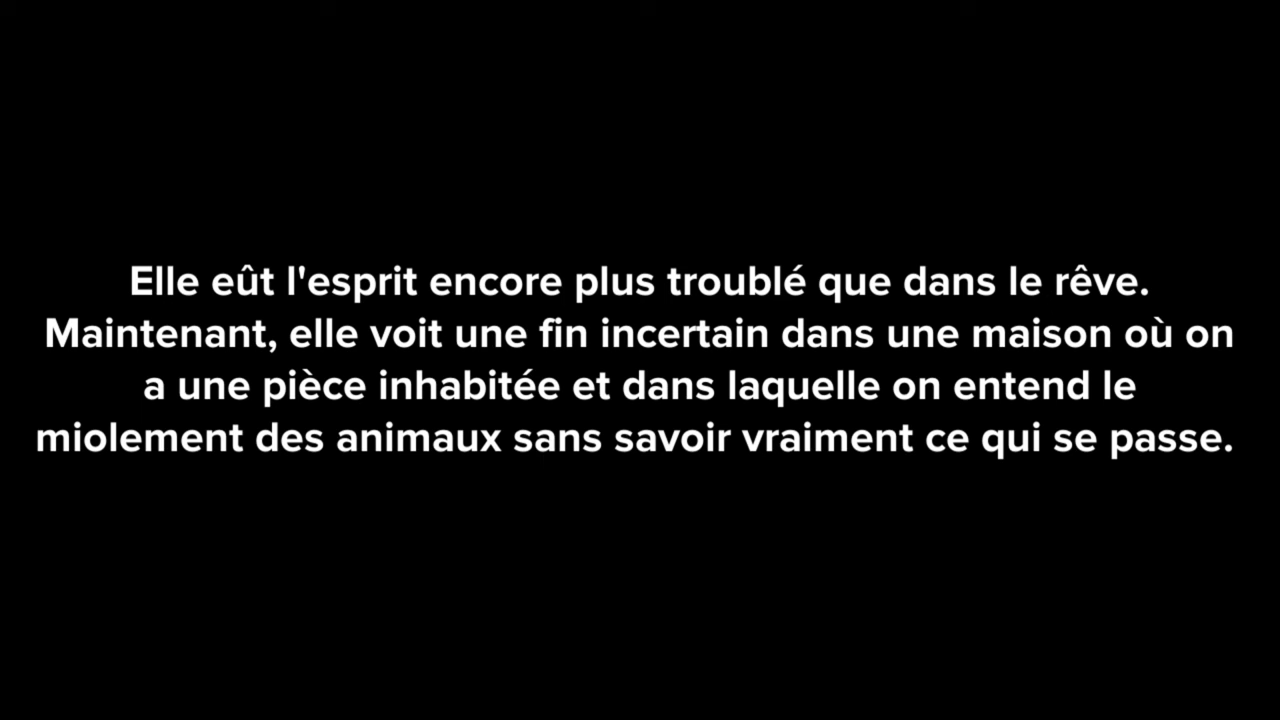 Elle eût l'esprit encore plus troublé que dans le rêve.
Maintenant, elle voit une fin incertain dans une maison où on
a une pièce inhabitée et dans laquelle on entend le
miolement des animaux sans savoir vraiment ce qui se passe.